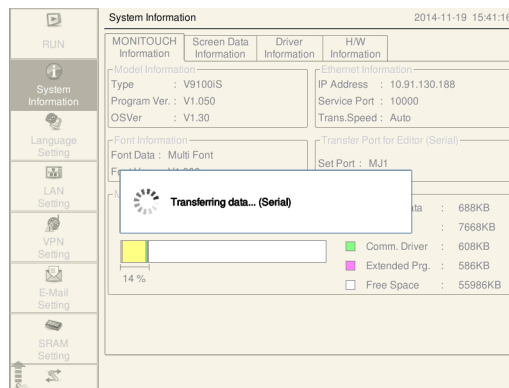 System Information 2014-11-19 15:41:16
RUN
System
Information
Language
Setting
LAN
Setting
VPN
Setting
E-Mail
Setting
SRAM
Setting
MONITOUCH
Information
Screen Data
Information
Driver
Information
H/W
Information
Model Information
Type : V9100iS
Program Ver. : V1.050
OSVer : V1.30
Ethernet Information
IP Address : 10.91.130.188
Service Port : 10000
Trans.Speed : Auto
Font Information
Font Data : Multi Font
Transfer Port for Editor (Serial)
Set Port : MJ1
Transferring data... (Serial)
: 688KB
: 7668KB
Comm. Driver : 608KB
Extended Prg. : 586KB
Free Space : 55986KB
14 %